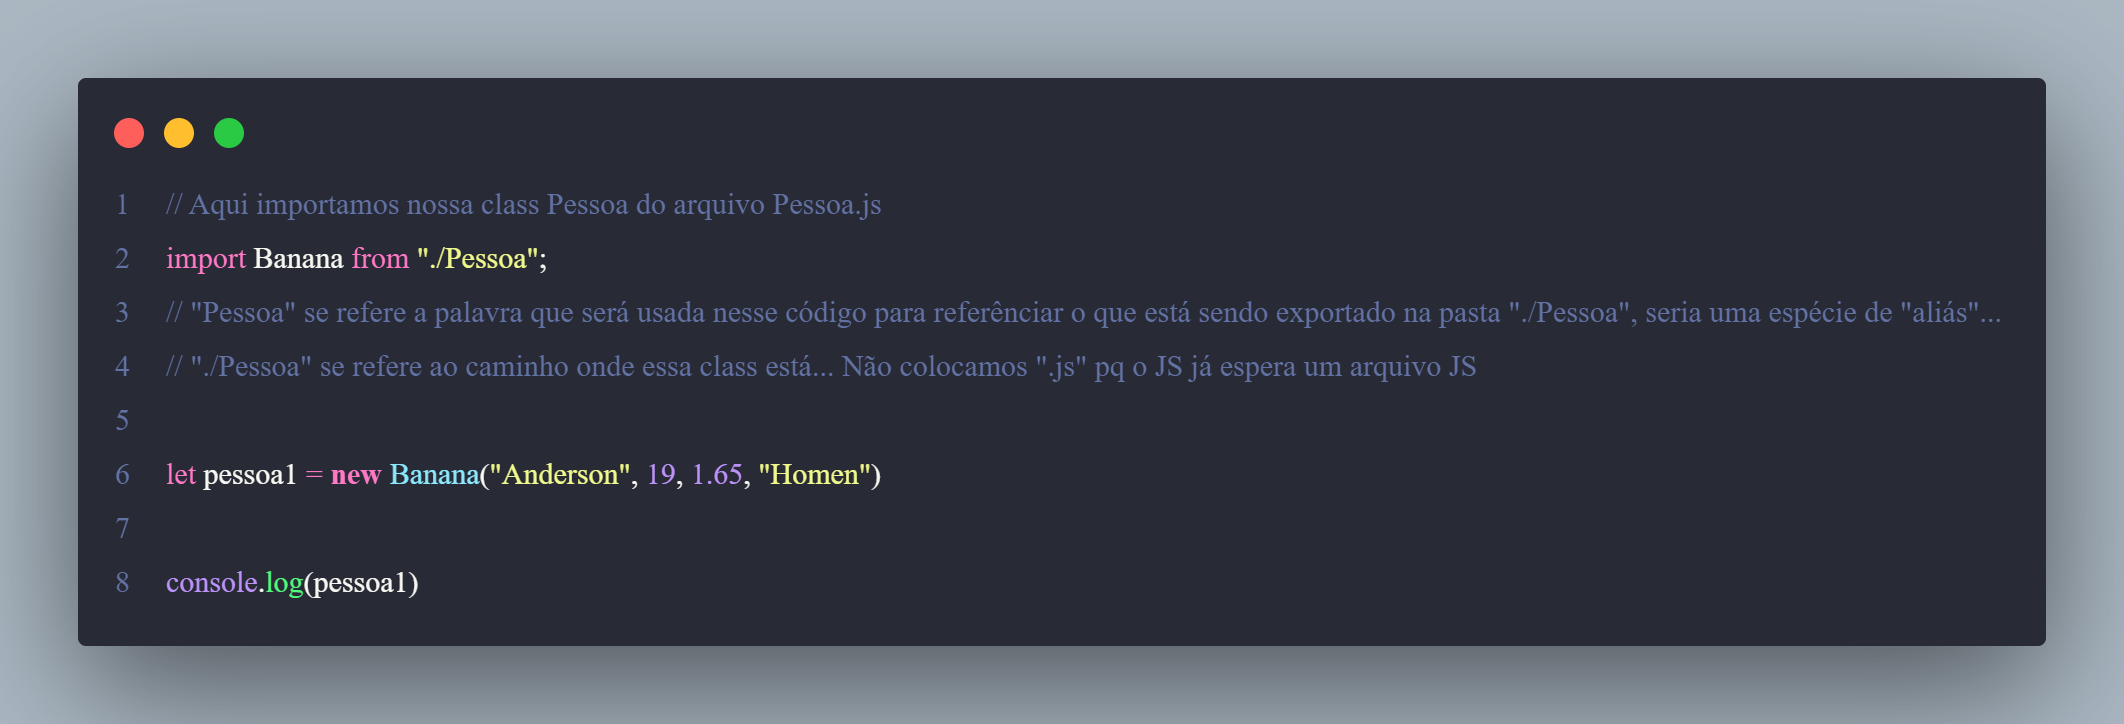 1 // Aqui importamos nossa class Pessoa do arquivo Pessoa.js
2 import Banana from "./Pessoa";
3 // "Pessoa" se refere a palavra que será usada nesse código para referênciar o que está sendo exportado na pasta "./Pessoa", seria uma espécie de "aliás"...
4 // "./Pessoa" se refere ao caminho onde essa class está... Não colocamos ".js" pq o JS já espera um arquivo JS
5
6 let pessoa1 = new Banana("Anderson", 19, 1.65, "Homen")
7
8 console.log(pessoa1)